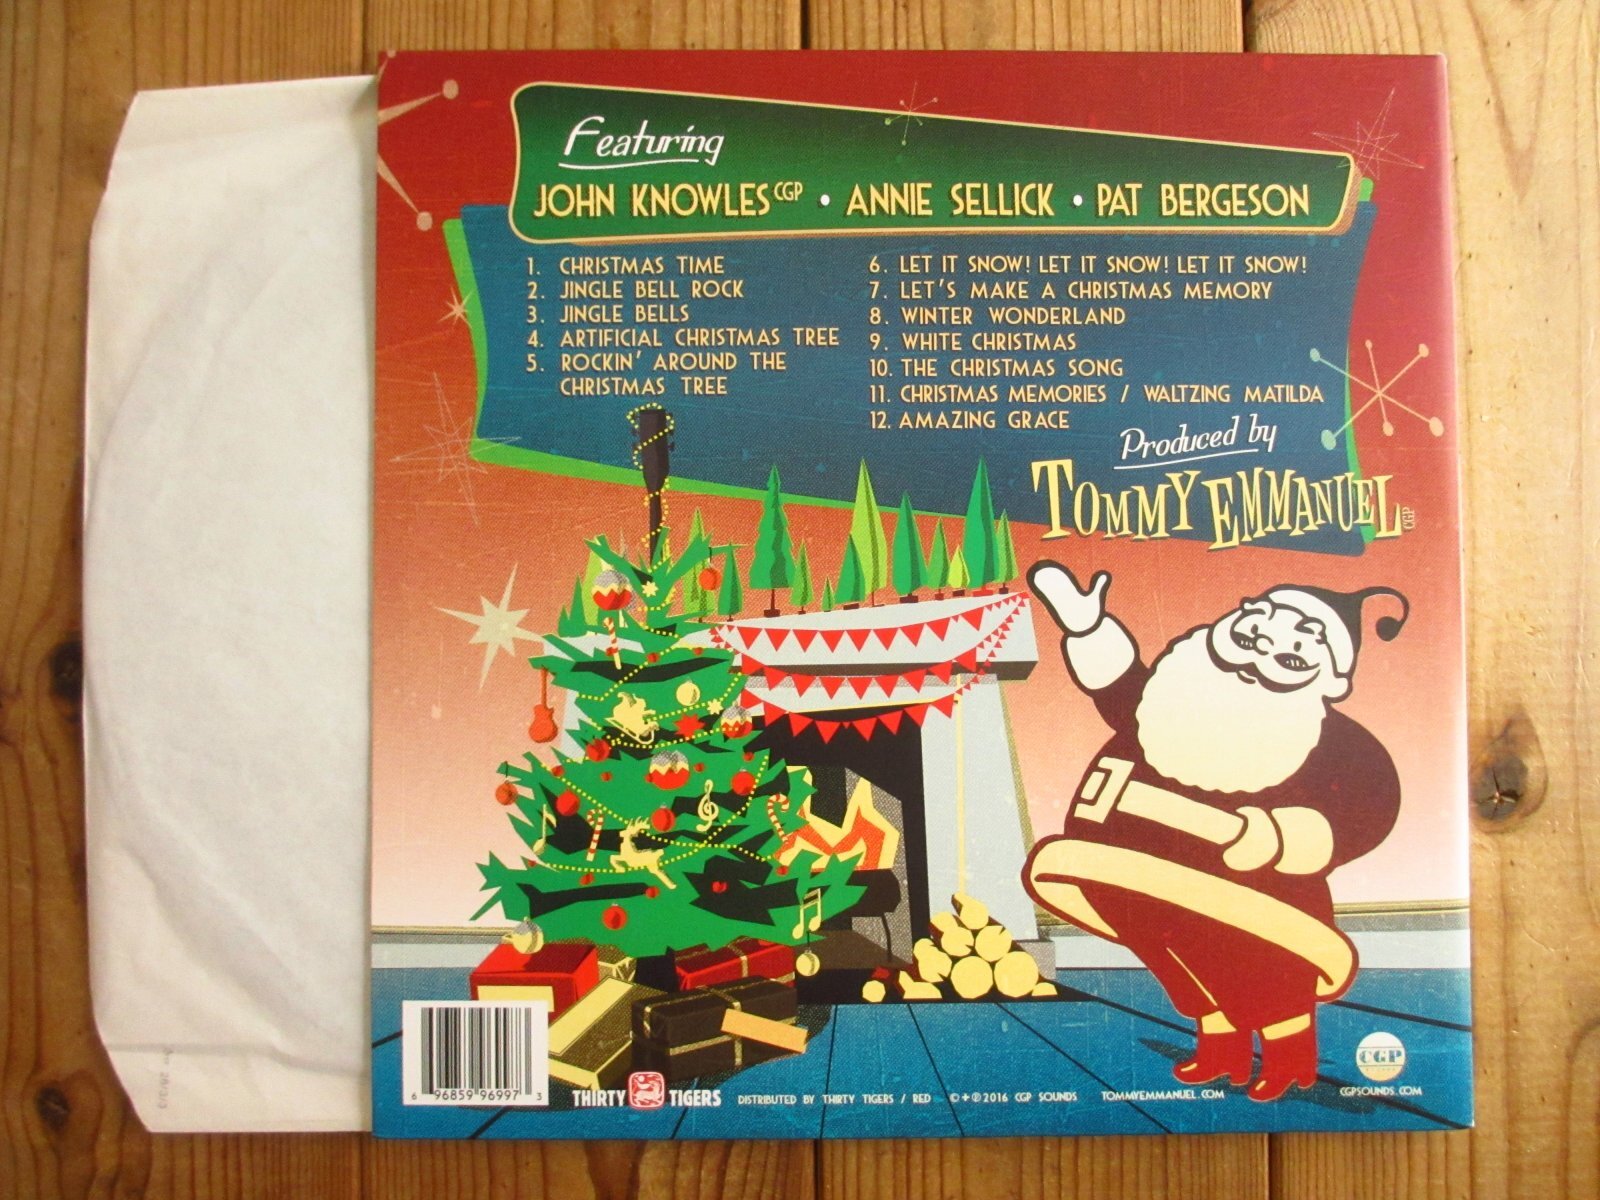 Featuring
JOHN KNOWLES CGP • ANNIE SELLICK • PAT BERGESON
1. CHRISTMAS TIME
2. JINGLE BELL ROCK
3. JINGLE BELLS
4. ARTIFICIAL CHRISTMAS TREE
5. ROCKIN' AROUND THE
CHRISTMAS TREE
6. LET IT SNOW! LET IT SNOW! LET IT SNOW!
7. LET'S MAKE A CHRISTMAS MEMORY
8. WINTER WONDERLAND
9. WHITE CHRISTMAS
10. THE CHRISTMAS SONG
11. CHRISTMAS MEMORIES / WALTZING MATILDA
12. AMAZING GRACE
Produced by
TOMMY EMMANUEL CGP
6 96859 96997 3
THIRTY TIGERS
DISTRIBUTED BY THIRTY TIGERS / RED
©+℗2016 CGP SOUNDS
TOMMYEMMANUEL.COM
CGP
CGPSOUNDS.COM